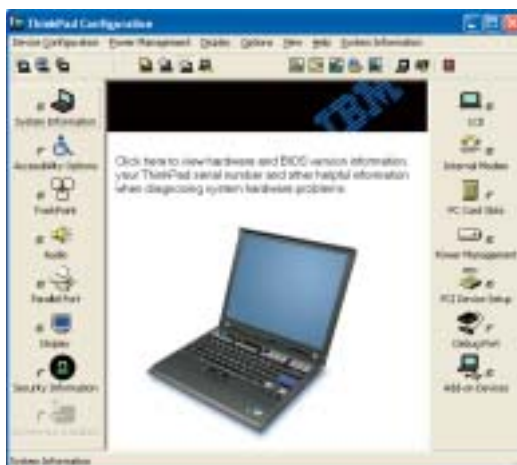 ThinkPad Configuration
Device Configuration Power Management Display Options View Help System Information
IBM
System Information
Accessibility Options
TrackPoint
Audio
Parallel Port
Display
Security Information
Click here to view hardware and BIOS version information,
your ThinkPad serial number and other helpful information
when diagnosing system hardware problems
LCD
Internal Modem
PC Card Slots
Power Management
PCI Device Setup
Add-on Devices
System Information